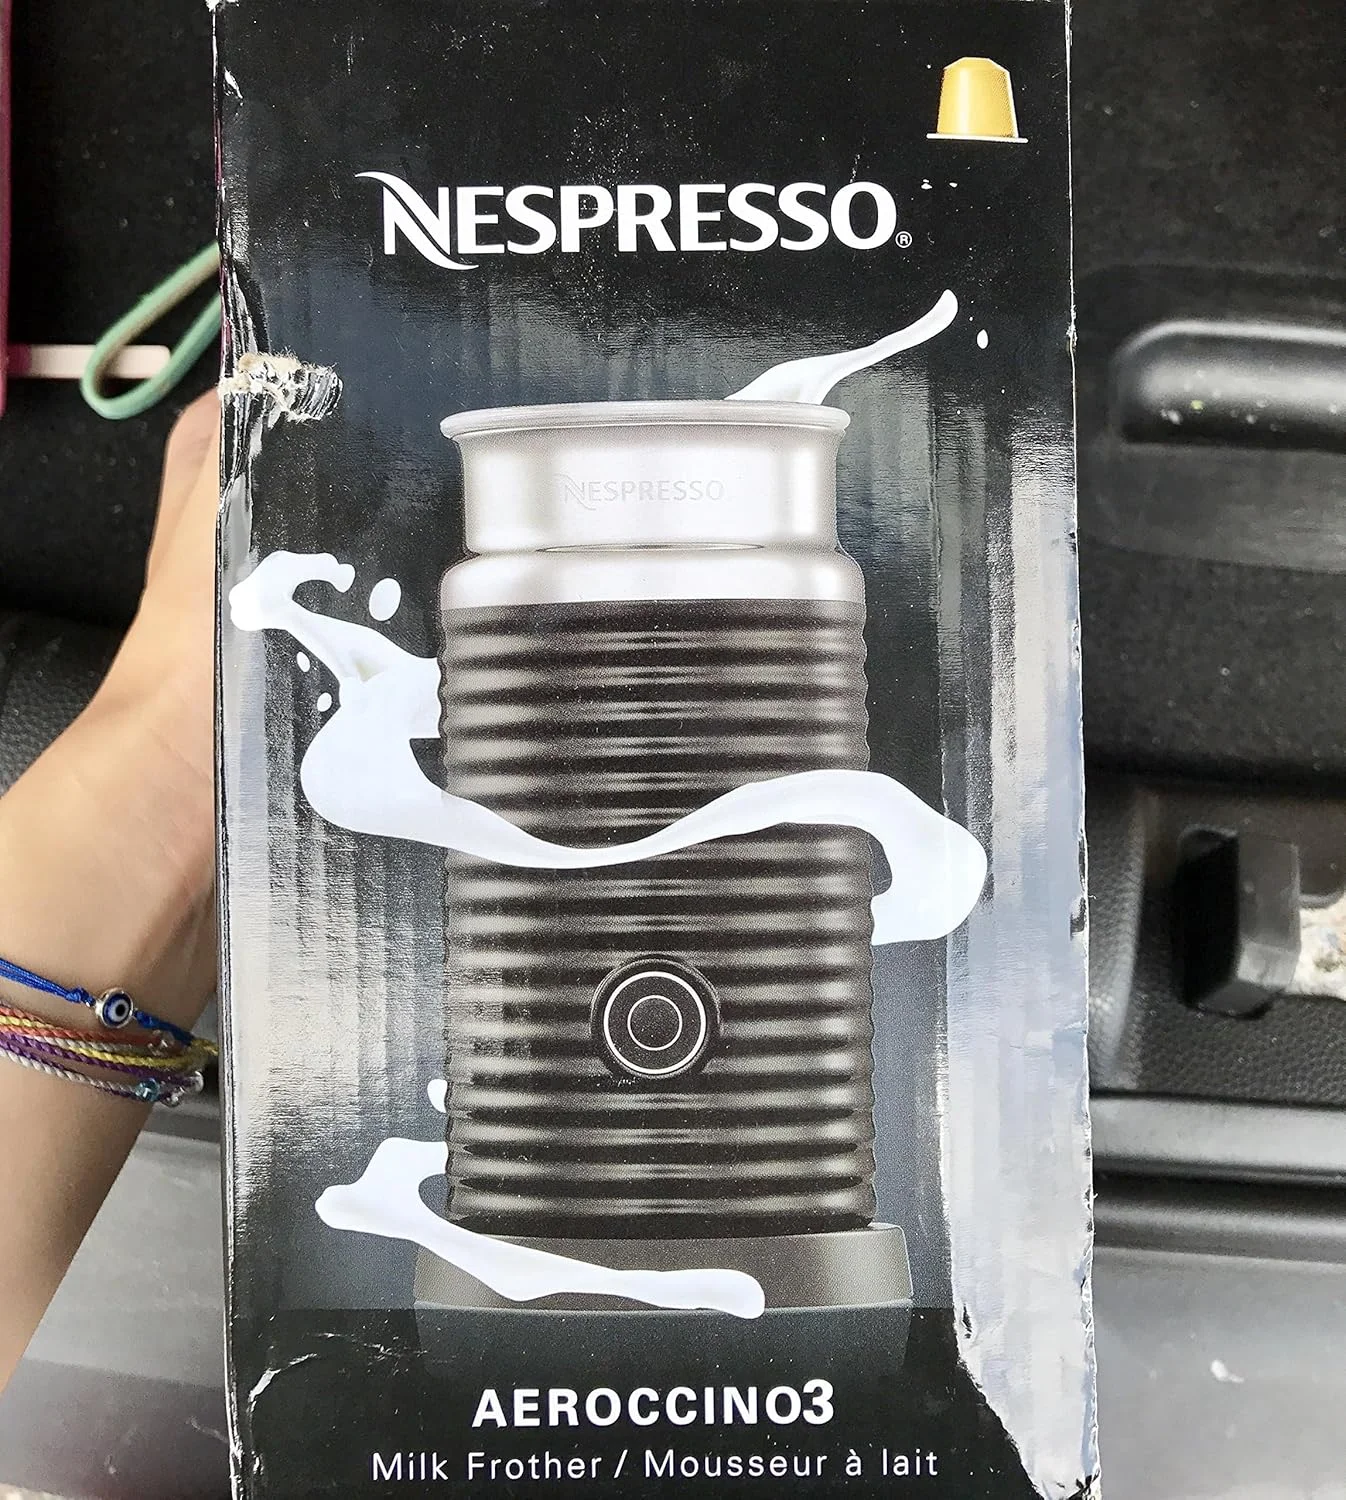 NESPRESSO®
NESPRESSO
AEROCCINO3
Milk Frother / Mousseur à lait